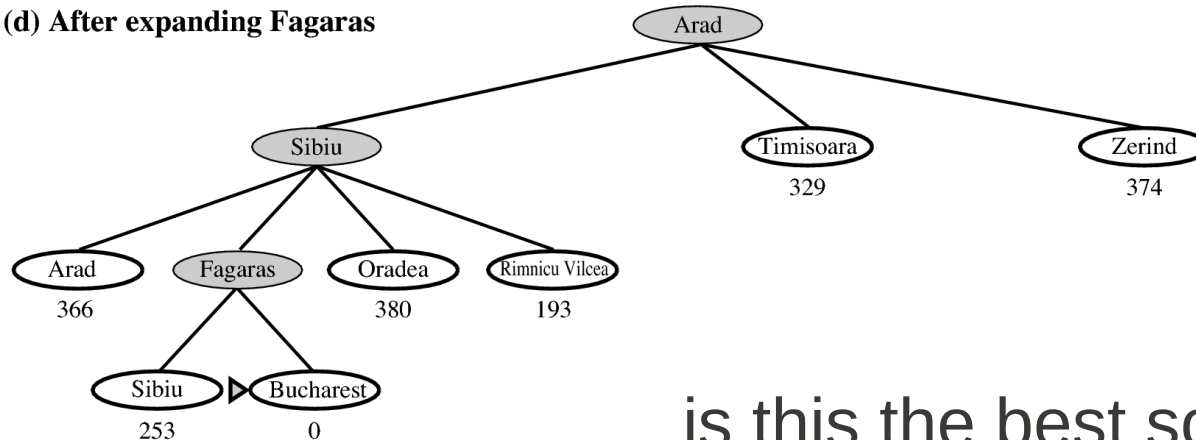 (d) After expanding Fagaras
Arad
Sibiu
Timisoara
Zerind
329
374
Arad
Fagaras
Oradea
Rimnicu Vilcea
366
380
193
Sibiu
Bucharest
253
0
is this the best